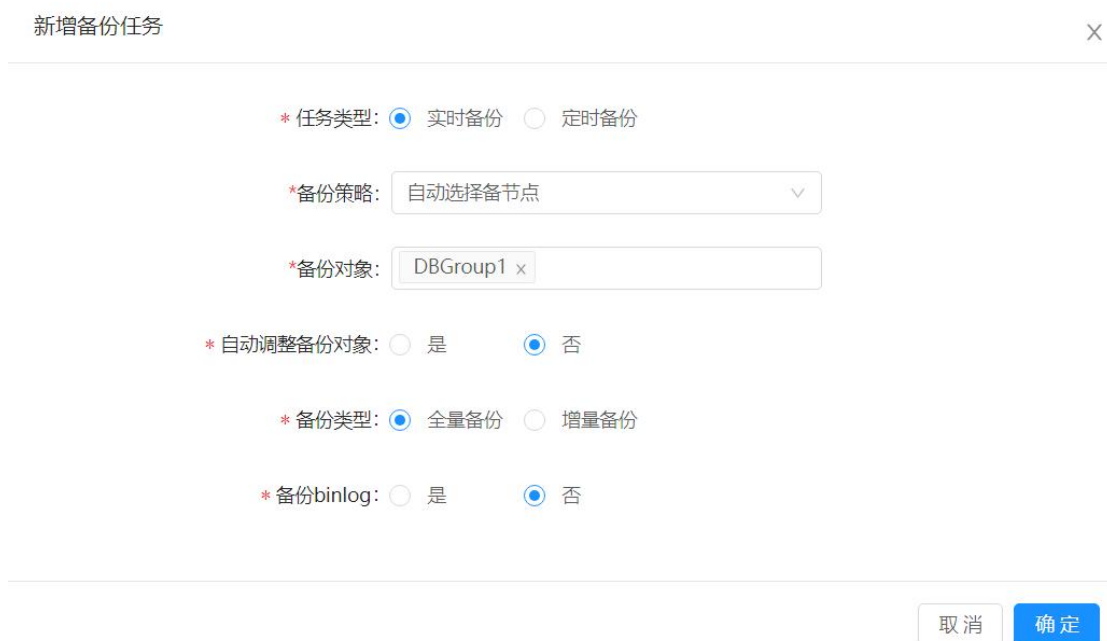 新增备份任务
* 任务类型: 实时备份 定时备份
*备份策略: 自动选择备节点
*备份对象: DBGroup1 x
* 自动调整备份对象: 是 否
* 备份类型: 全量备份 增量备份
* 备份binlog: 是 否
取消 确定